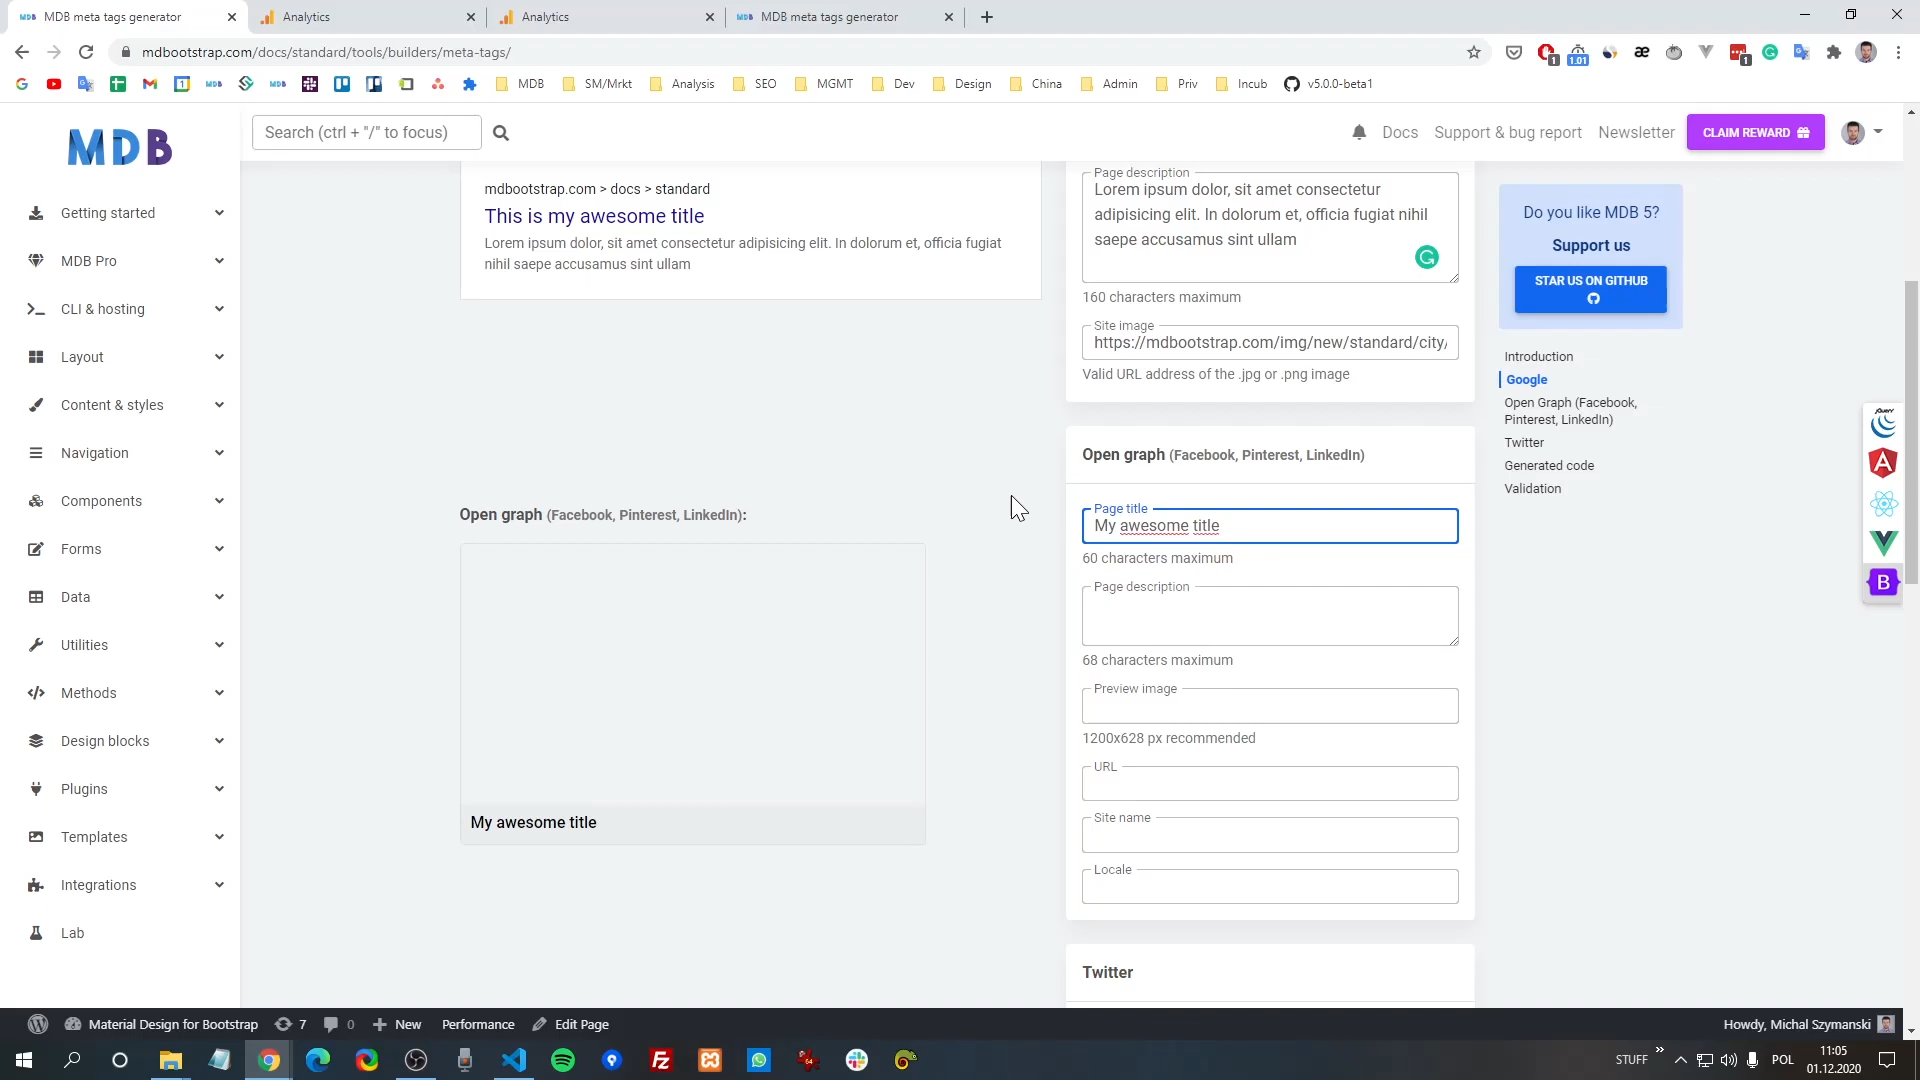 MDB meta tags generator
Analytics
Analytics
MDB meta tags generator
mdbootstrap.com/docs/standard/tools/builders/meta-tags/
1
1.01
1
MDB
SM/Mrkt
Analysis
SEO
MGMT
Dev
Design
China
Admin
Priv
Incub
v5.0.0-beta1
MDB
Search (ctrl + "/" to focus)
Docs
Support & bug report
Newsletter
CLAIM REWARD
Getting started
MDB Pro
CLI & hosting
Layout
Content & styles
Navigation
Components
Forms
Data
Utilities
Methods
Design blocks
Plugins
Templates
Integrations
Lab
mdbootstrap.com > docs > standard
This is my awesome title
Lorem ipsum dolor, sit amet consectetur adipisicing elit. In dolorum et, officia fugiat
nihil saepe accusamus sint ullam
Open graph (Facebook, Pinterest, LinkedIn):
My awesome title
Page description
Lorem ipsum dolor, sit amet consectetur
adipisicing elit. In dolorum et, officia fugiat nihil
saepe accusamus sint ullam
160 characters maximum
Site image
https://mdbootstrap.com/img/new/standard/city/
Valid URL address of the .jpg or .png image
Open graph (Facebook, Pinterest, LinkedIn)
Page title
My awesome title
60 characters maximum
Page description
68 characters maximum
Preview image
1200x628 px recommended
URL
Site name
Locale
Twitter
Do you like MDB 5?
Support us
STAR US ON GITHUB
Introduction
Google
Open Graph (Facebook,
Pinterest, LinkedIn)
Twitter
Generated code
Validation
jQuery
Material Design for Bootstrap
7
0
New
Performance
Edit Page
Howdy, Michal Szymanski
STUFF
POL
11:05
01.12.2020